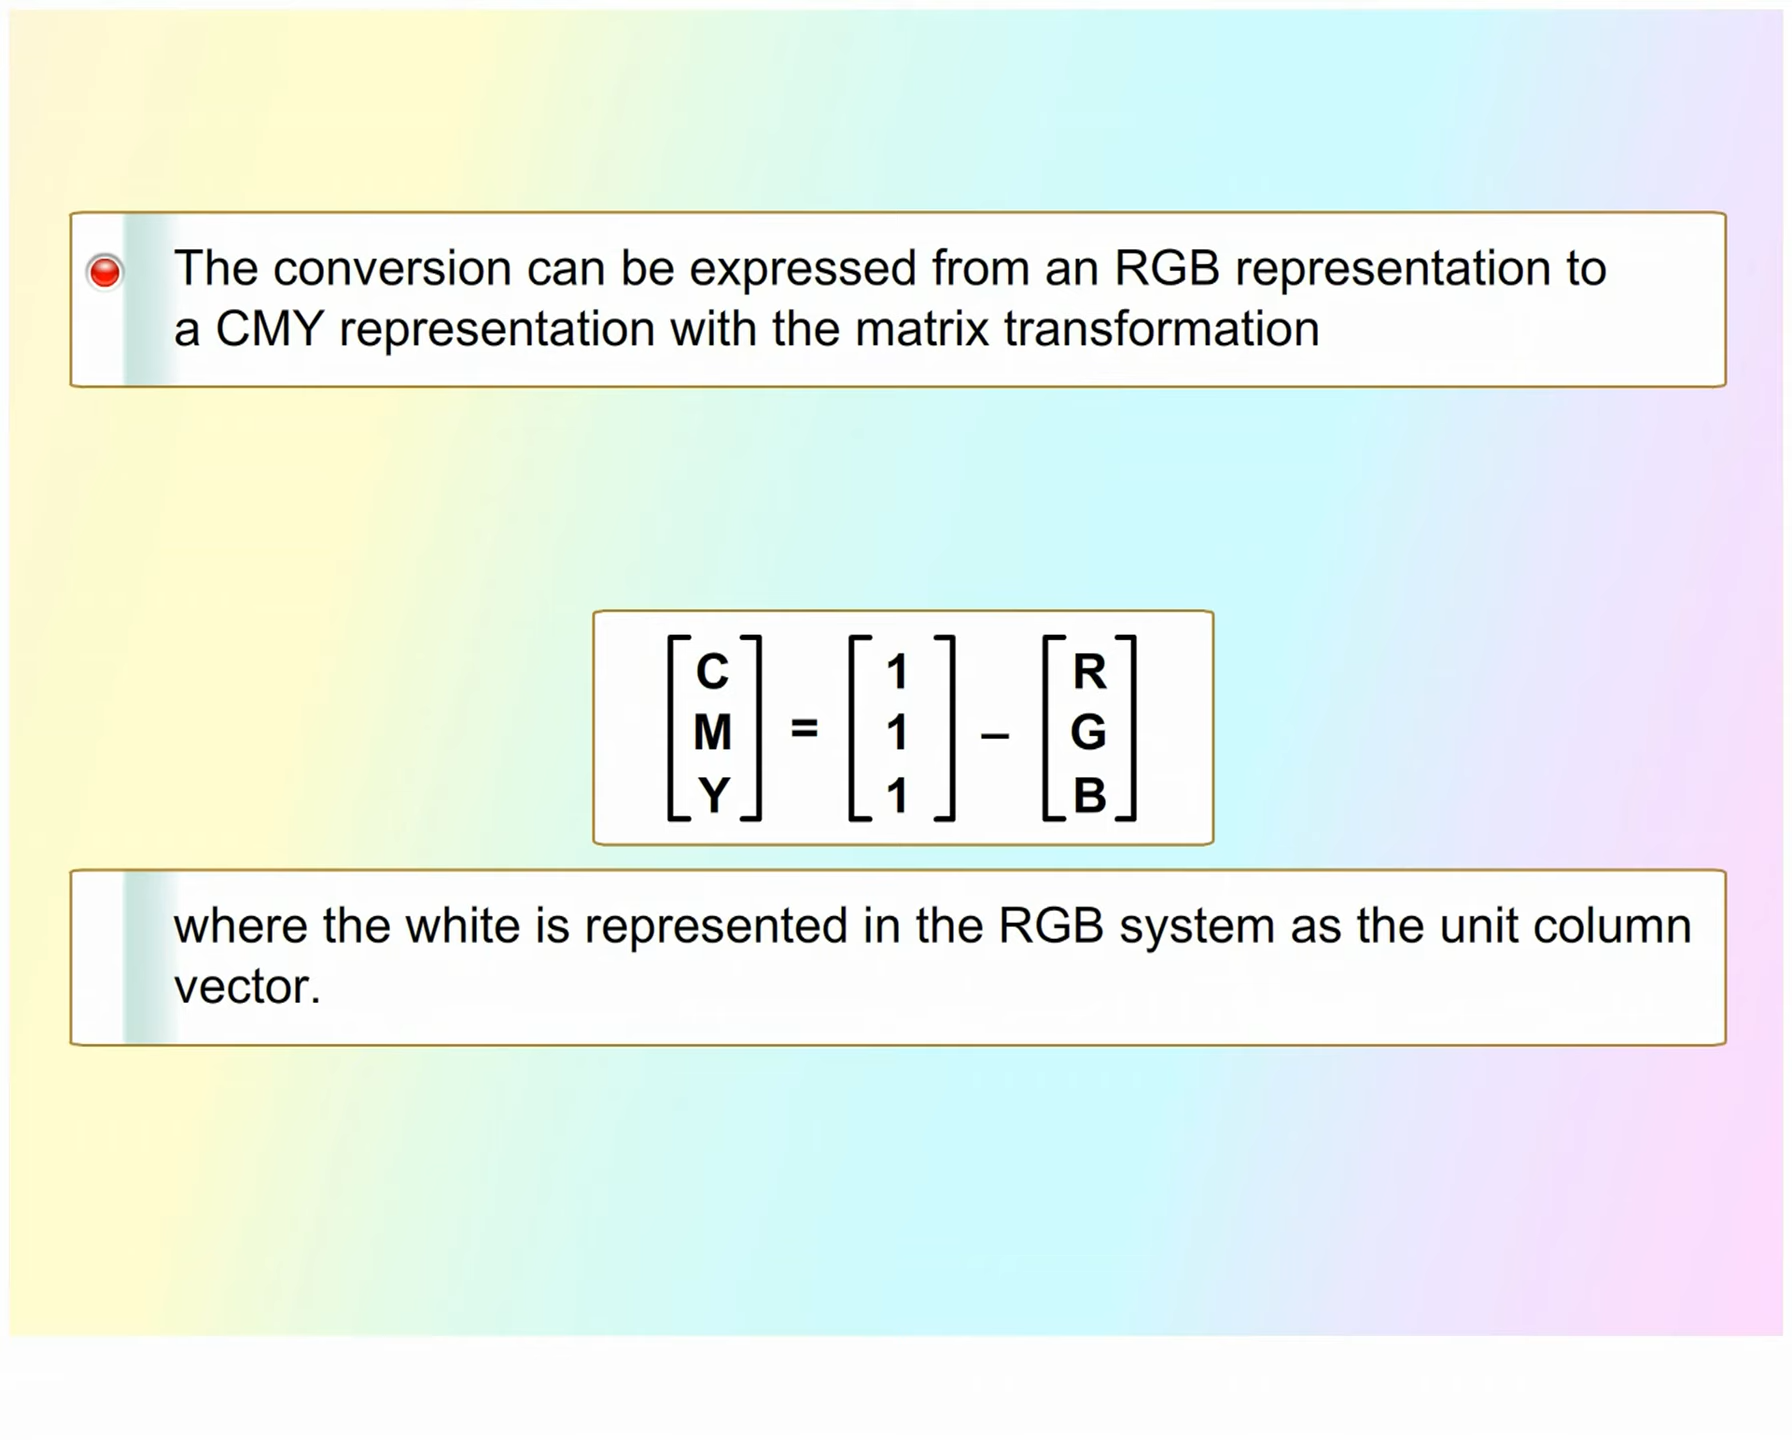 The conversion can be expressed from an RGB representation to
a CMY representation with the matrix transformation
[C] [1] [R]
[M] = [1] – [G]
[Y] [1] [B]
where the white is represented in the RGB system as the unit column
vector.